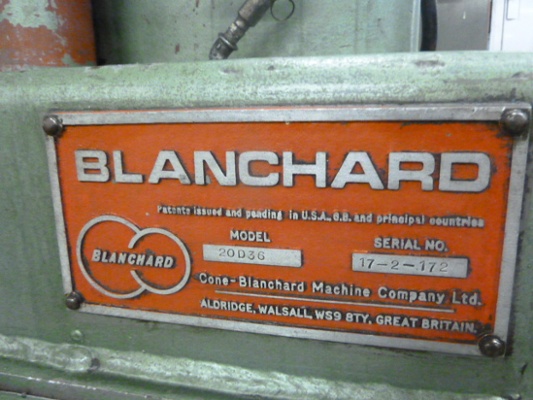 BLANCHARD
Patents issued and pending in U.S.A., G.B. and principal countries
MODEL
20D36
SERIAL NO.
17-2-172
BLANCHARD
Cone-Blanchard Machine Company, Ltd.
ALDRIDGE, WALSALL, WS9 8TY, GREAT BRITAIN.